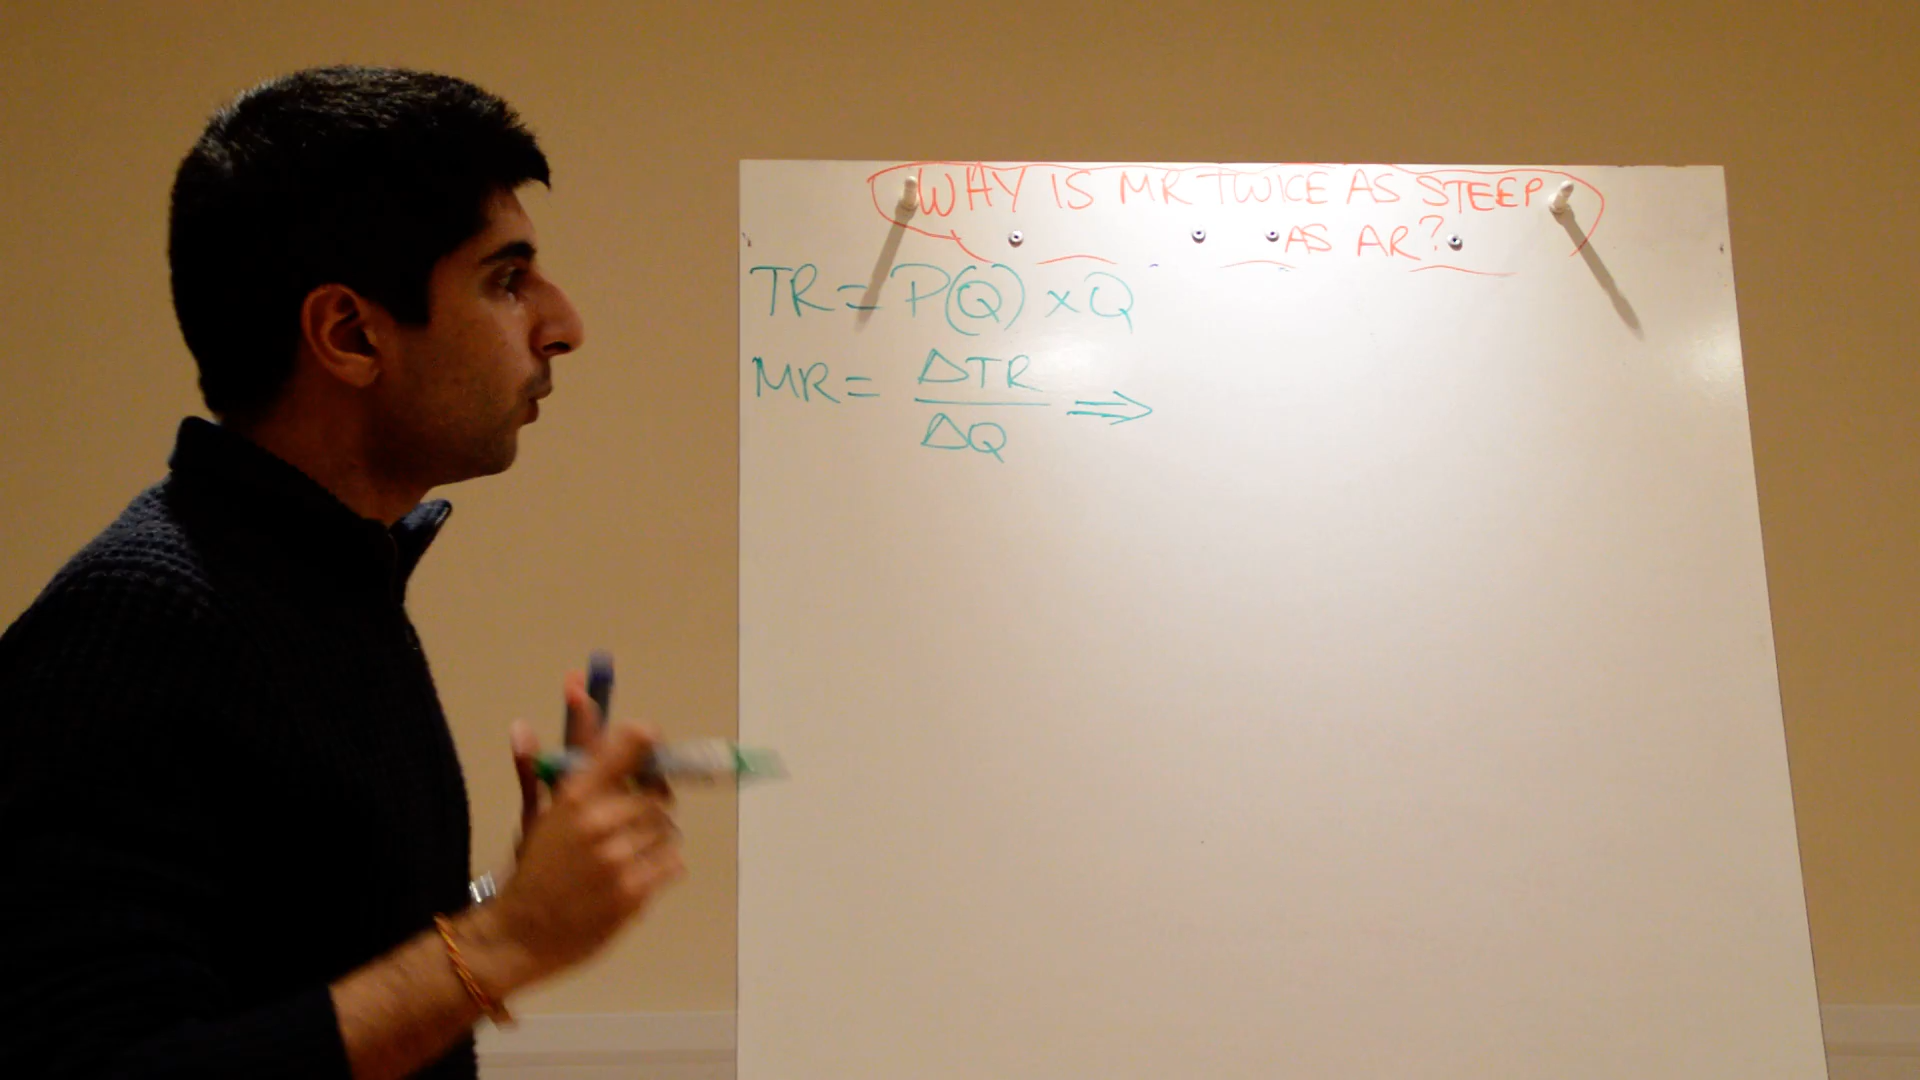 WHY IS MR TWICE AS STEEP
AS AR?
TR = P(Q) × Q
MR = ΔTR / ΔQ ⇒